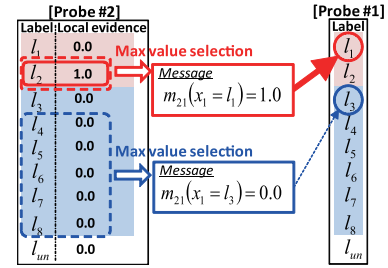 [Probe #2]
[Probe #1]
Label Local evidence
Label
l1 0.0
l2 1.0
l3 0.0
l4 0.0
l5 0.0
l6 0.0
l7 0.0
l8 0.0
lun 0.0
Max value selection
Message
m21(x1 = l1) = 1.0
Max value selection
Message
m21(x1 = l3) = 0.0
l1
l2
l3
l4
l5
l6
l7
l8
lun